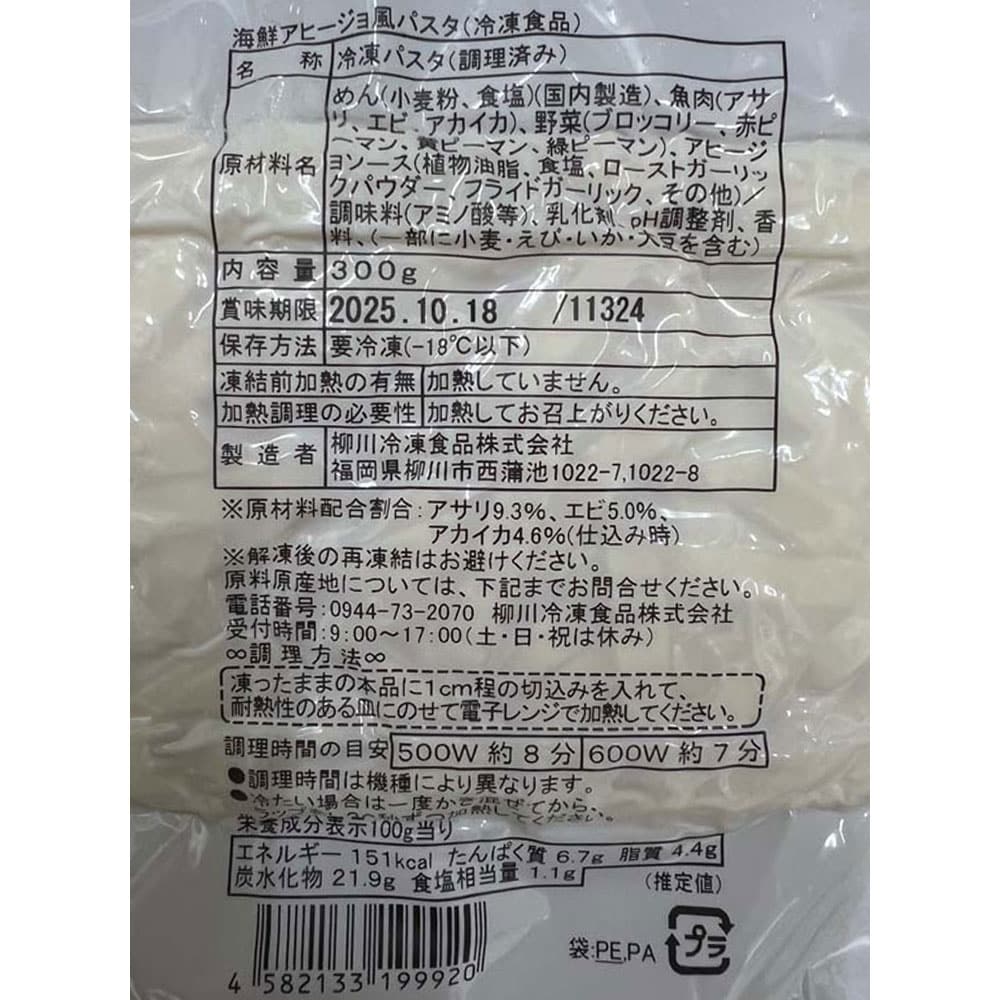 海鮮アヒージョ風パスタ(冷凍食品)
名称 冷凍パスタ(調理済み)
原材料名 めん(小麦粉、食塩)(国内製造)、魚肉(アサ
リ、エビ、アカイカ)、野菜(ブロッコリー、赤ピ
ーマン、黄ピーマン、緑ピーマン)、アヒージ
ョソース(植物油脂、食塩、ローストガーリッ
クパウダー、フライドガーリック、その他)/
調味料(アミノ酸等)、乳化剤、pH調整剤、香
料、(一部に小麦・えび・いか・大豆を含む)
内容量 300g
賞味期限 2025.10.18 /11324
保存方法 要冷凍(-18℃以下)
凍結前加熱の有無 加熱していません。
加熱調理の必要性 加熱してお召上がりください。
製造者 柳川冷凍食品株式会社
福岡県柳川市西蒲池1022-7,1022-8
※原材料配合割合:アサリ9.3%、エビ5.0%、
アカイカ4.6%(仕込み時)
※解凍後の再凍結はお避けください。
原料原産地については、下記までお問合せください。
電話番号:0944-73-2070 柳川冷凍食品株式会社
受付時間:9:00~17:00(土・日・祝は休み)
∞調理方法∞
凍ったままの本品に1cm程の切込みを入れて、
耐熱性のある皿にのせて電子レンジで加熱してください。
調理時間の目安 500W 約8分 600W 約7分
●調理時間は機種により異なります。
●冷たい場合は一度かき混ぜてから、
加熱してください。
栄養成分表示100g当り
エネルギー 151kcal たんぱく質 6.7g 脂質 4.4g
炭水化物 21.9g 食塩相当量 1.1g (推定値)
袋:PE,PA プラ
4 582133 199920